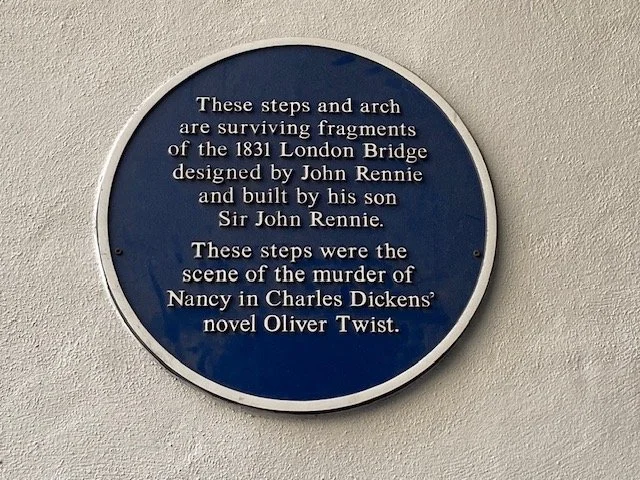 These steps and arch
are surviving fragments
of the 1831 London Bridge
designed by John Rennie
and built by his son
Sir John Rennie.
These steps were the
scene of the murder of
Nancy in Charles Dickens'
novel Oliver Twist.